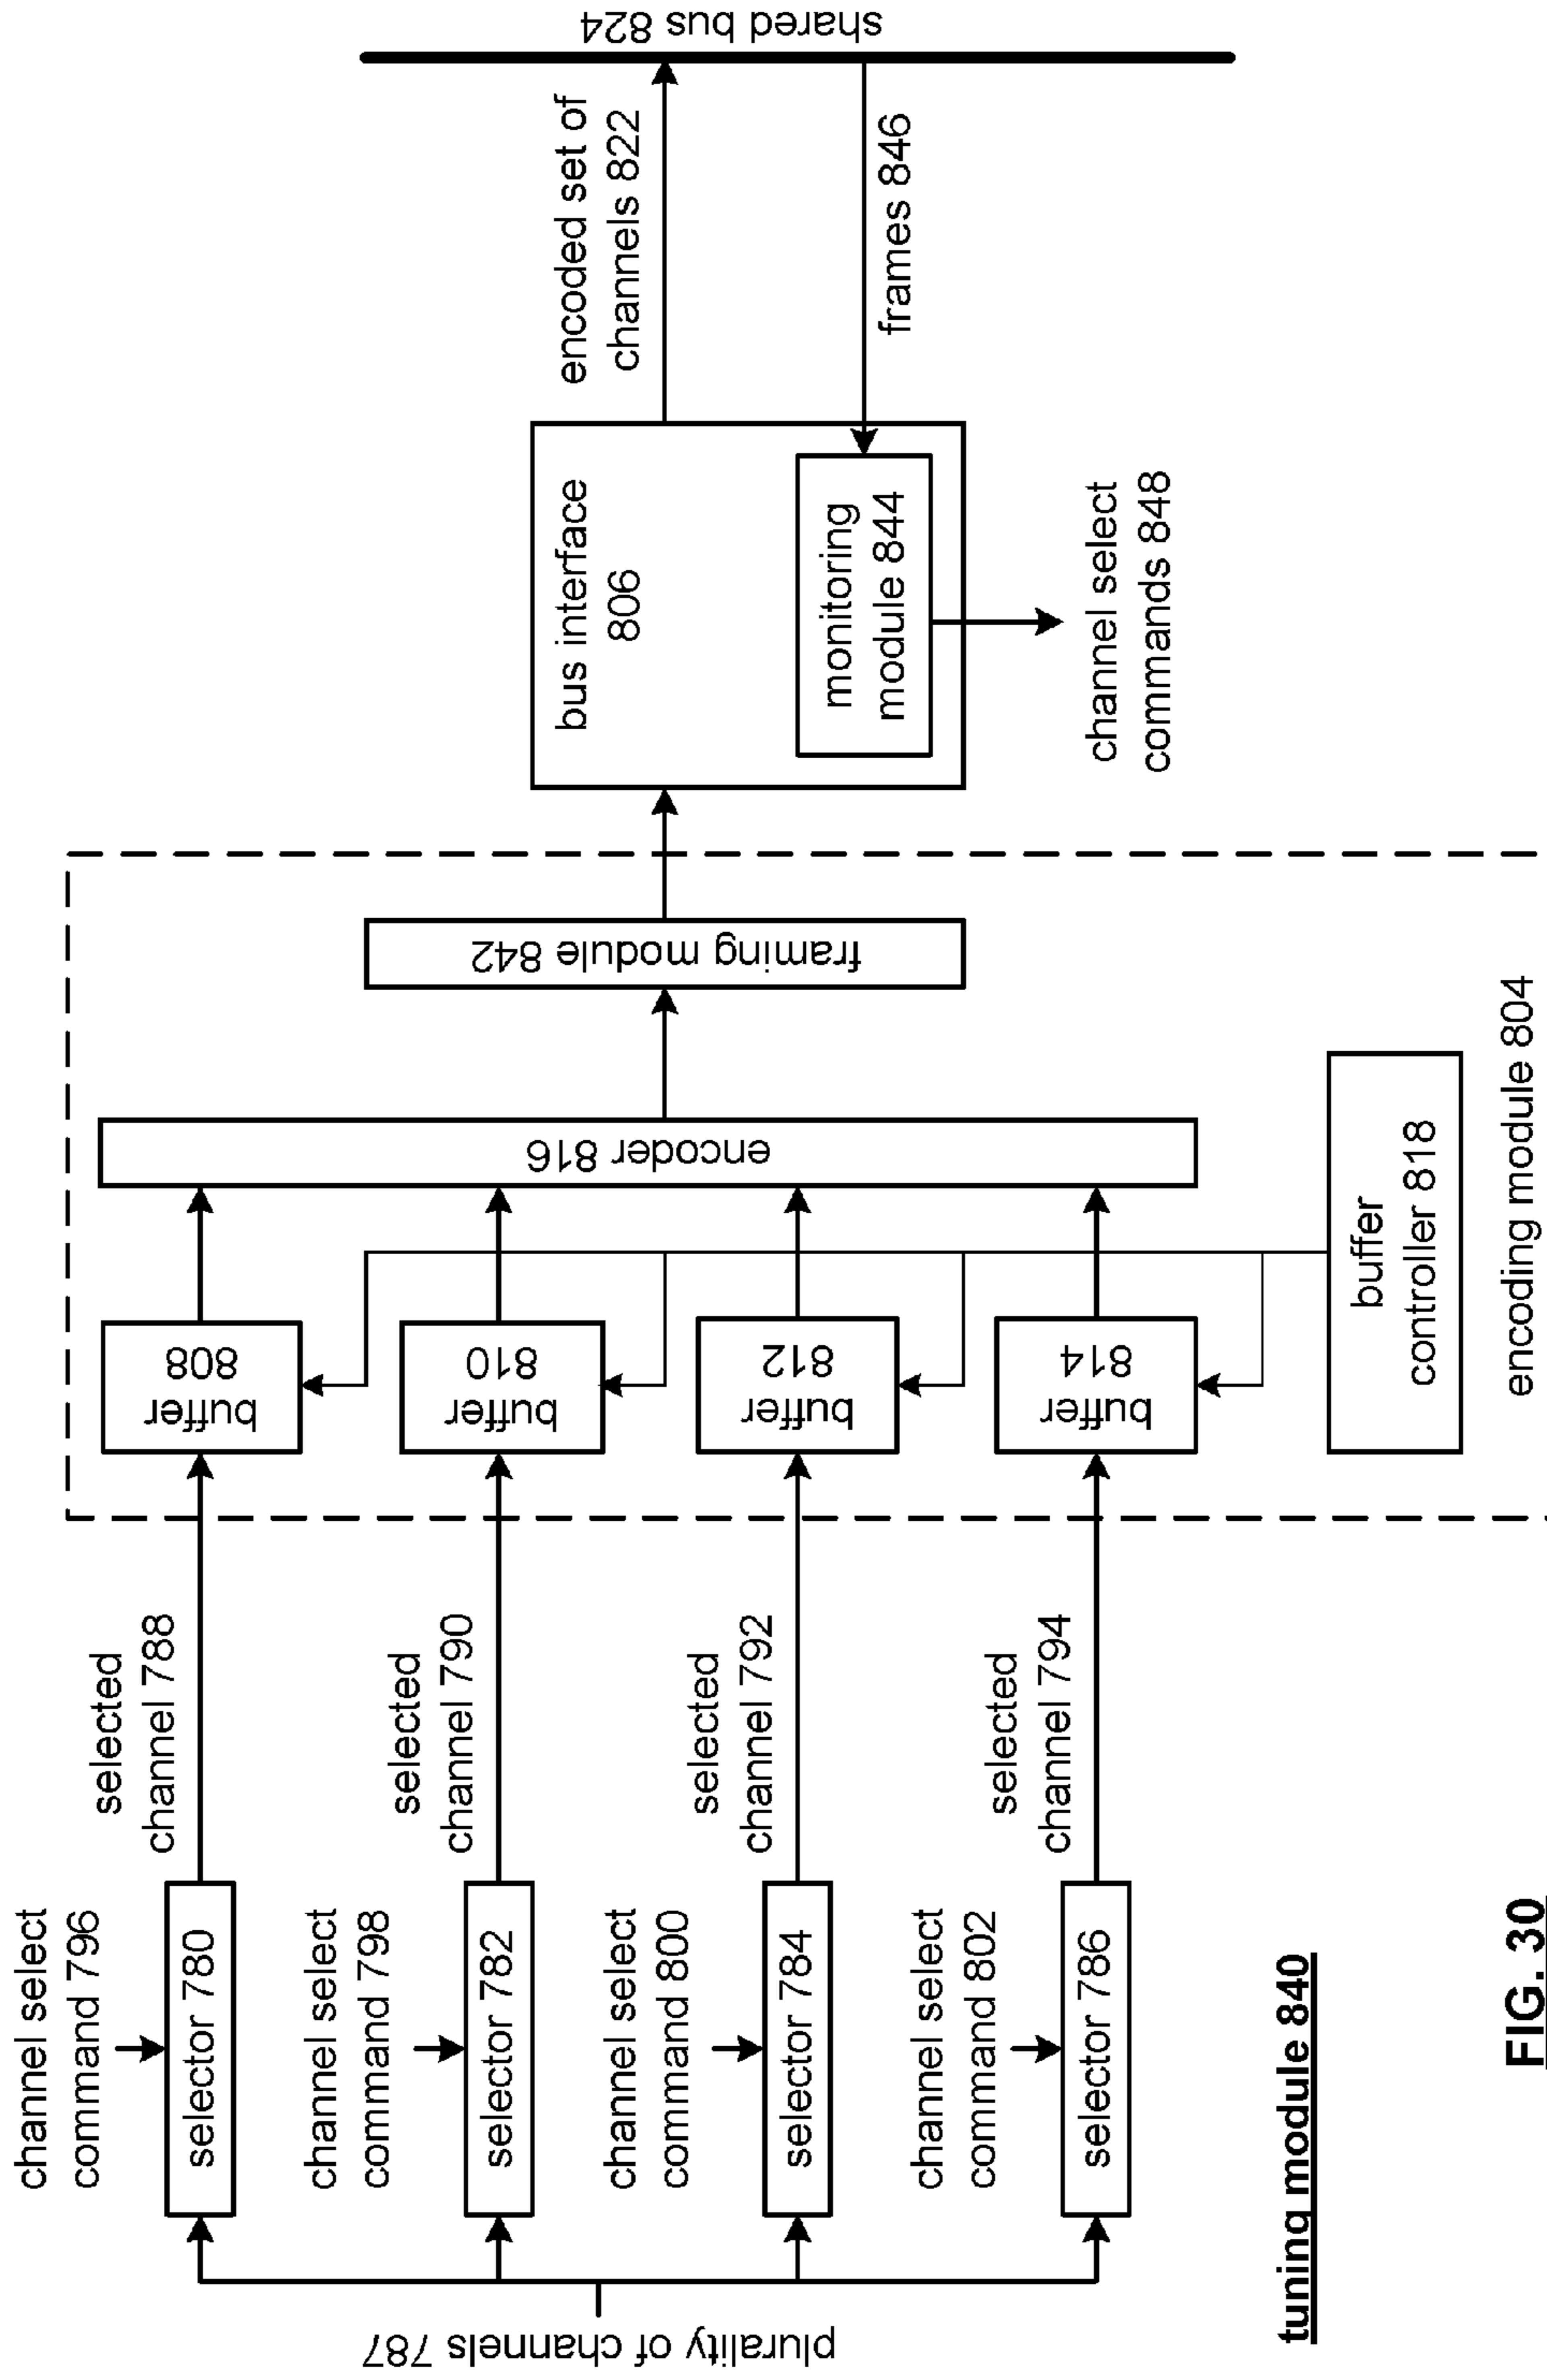 plurality of channels 787
channel select
command 796
selector 780
selected
channel 788
channel select
command 798
selector 782
selected
channel 790
channel select
command 800
selector 784
selected
channel 792
channel select
command 802
selector 786
selected
channel 794
buffer
808
buffer
810
buffer
812
buffer
814
encoder 816
buffer
controller 818
framing module 842
encoding module 804
bus interface
806
monitoring
module 844
channel select
commands 848
encoded set of
channels 822
frames 846
shared bus 824
tuning module 840
FIG. 30